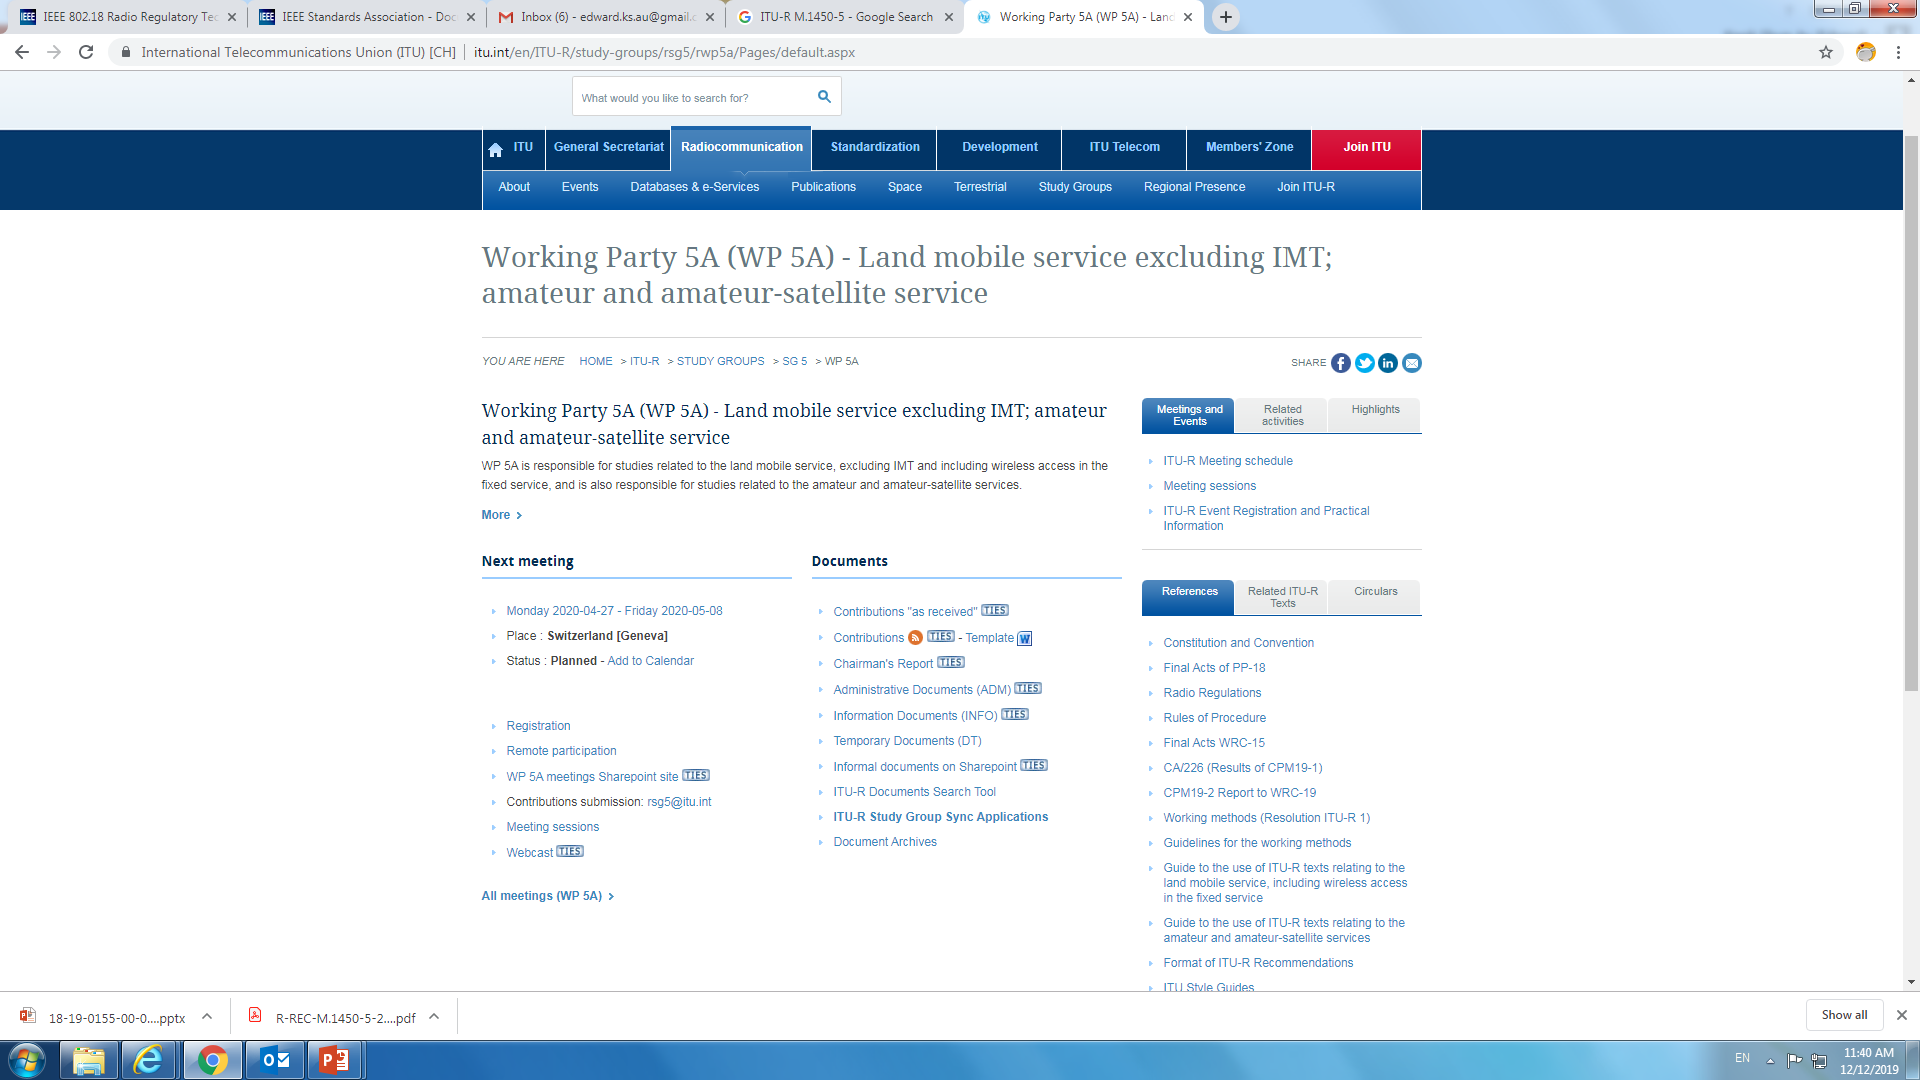 IEEE 802.18 Radio Regulatory Tec
IEEE Standards Association - Doc
Inbox (6) - edward.ks.au@gmail.c
ITU-R M.1450-5 - Google Search
Working Party 5A (WP 5A) - Land
International Telecommunications Union (ITU) [CH]
itu.int/en/ITU-R/study-groups/rsg5/rwp5a/Pages/default.aspx
What would you like to search for?
ITU
General Secretariat
Radiocommunication
Standardization
Development
ITU Telecom
Members' Zone
Join ITU
About
Events
Databases & e-Services
Publications
Space
Terrestrial
Study Groups
Regional Presence
Join ITU-R
Working Party 5A (WP 5A) - Land mobile service excluding IMT;
amateur and amateur-satellite service
YOU ARE HERE HOME > ITU-R > STUDY GROUPS > SG 5 > WP 5A
SHARE
Working Party 5A (WP 5A) - Land mobile service excluding IMT; amateur
and amateur-satellite service
WP 5A is responsible for studies related to the land mobile service, excluding IMT and including wireless access in the
fixed service, and is also responsible for studies related to the amateur and amateur-satellite services.
More
Next meeting
Monday 2020-04-27 - Friday 2020-05-08
Place : Switzerland [Geneva]
Status : Planned - Add to Calendar
Registration
Remote participation
WP 5A meetings Sharepoint site TIES
Contributions submission: rsg5@itu.int
Meeting sessions
Webcast TIES
All meetings (WP 5A)
Documents
Contributions "as received" TIES
Contributions TIES - Template W
Chairman's Report TIES
Administrative Documents (ADM) TIES
Information Documents (INFO) TIES
Temporary Documents (DT)
Informal documents on Sharepoint TIES
ITU-R Documents Search Tool
ITU-R Study Group Sync Applications
Document Archives
Meetings and
Events
Related
activities
Highlights
ITU-R Meeting schedule
Meeting sessions
ITU-R Event Registration and Practical
Information
References
Related ITU-R
Texts
Circulars
Constitution and Convention
Final Acts of PP-18
Radio Regulations
Rules of Procedure
Final Acts WRC-15
CA/226 (Results of CPM19-1)
CPM19-2 Report to WRC-19
Working methods (Resolution ITU-R 1)
Guidelines for the working methods
Guide to the use of ITU-R texts relating to the
land mobile service, including wireless access
in the fixed service
Guide to the use of ITU-R texts relating to the
amateur and amateur-satellite services
Format of ITU-R Recommendations
ITU Style Guides
18-19-0155-00-0....pptx
R-REC-M.1450-5-2....pdf
Show all
EN
11:40 AM
12/12/2019